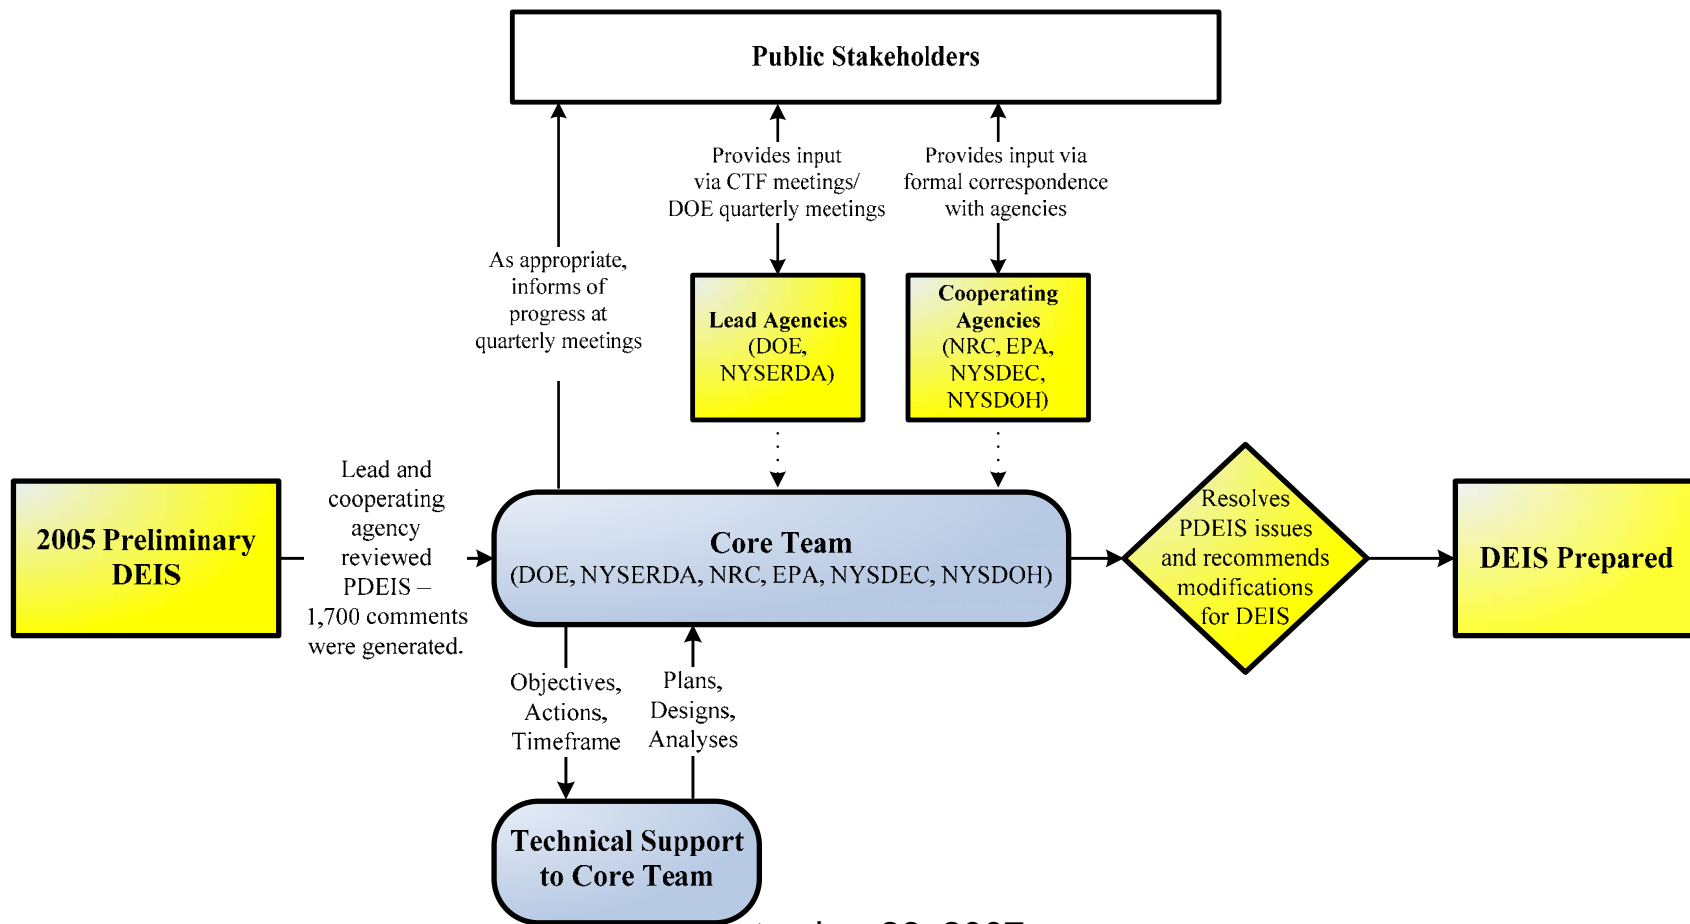 Public Stakeholders
Provides input
via CTF meetings/
DOE quarterly meetings
Provides input via
formal correspondence
with agencies
As appropriate,
informs of
progress at
quarterly meetings
Lead Agencies
(DOE,
NYSERDA)
Cooperating
Agencies
(NRC, EPA,
NYSDEC,
NYSDOH)
2005 Preliminary
DEIS
Lead and
cooperating
agency
reviewed
PDEIS –
1,700 comments
were generated.
Core Team
(DOE, NYSERDA, NRC, EPA, NYSDEC, NYSDOH)
Resolves
PDEIS issues
and recommends
modifications
for DEIS
DEIS Prepared
Objectives,
Actions,
Timeframe
Plans,
Designs,
Analyses
Technical Support
to Core Team